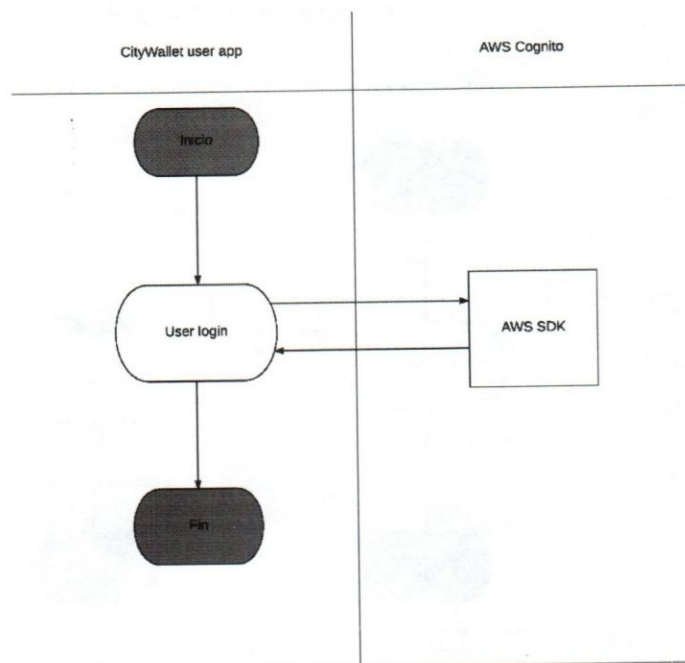 CityWallet user app
AWS Cognito
Inicio
User login
AWS SDK
Fin